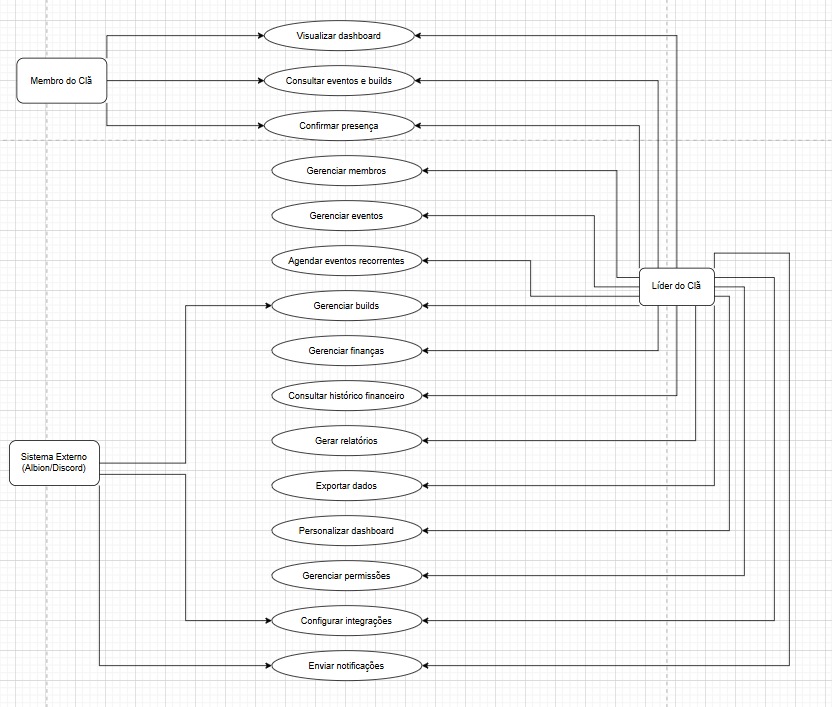 Visualizar dashboard
Membro do Clã
Consultar eventos e builds
Confirmar presença
Gerenciar membros
Gerenciar eventos
Agendar eventos recorrentes
Líder do Clã
Gerenciar builds
Gerenciar finanças
Consultar histórico financeiro
Gerar relatórios
Sistema Externo
(Albion/Discord)
Exportar dados
Personalizar dashboard
Gerenciar permissões
Configurar integrações
Enviar notificações